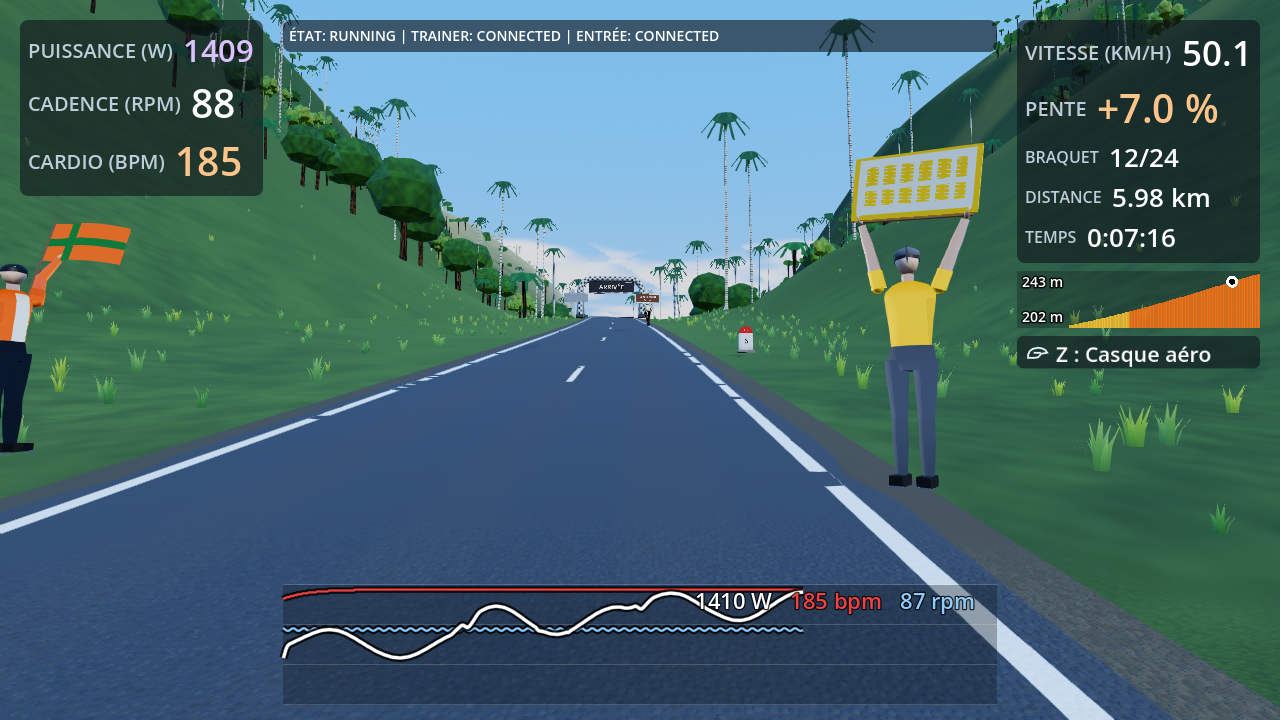 PUISSANCE (W) 1409
CADENCE (RPM) 88
CARDIO (BPM) 185
ÉTAT: RUNNING | TRAINER: CONNECTED | ENTRÉE: CONNECTED
VITESSE (KM/H) 50.1
PENTE +7.0 %
BRAQUET 12/24
DISTANCE 5.98 km
TEMPS 0:07:16
243 m
202 m
Z : Casque aéro
1410 W 185 bpm 87 rpm